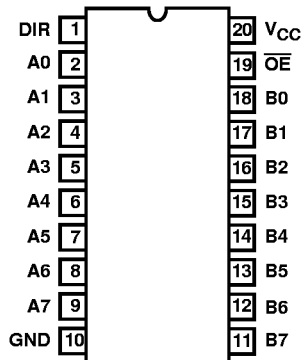 DIR 1 20 VCC
A0 2 19 OE
A1 3 18 B0
A2 4 17 B1
A3 5 16 B2
A4 6 15 B3
A5 7 14 B4
A6 8 13 B5
A7 9 12 B6
GND 10 11 B7